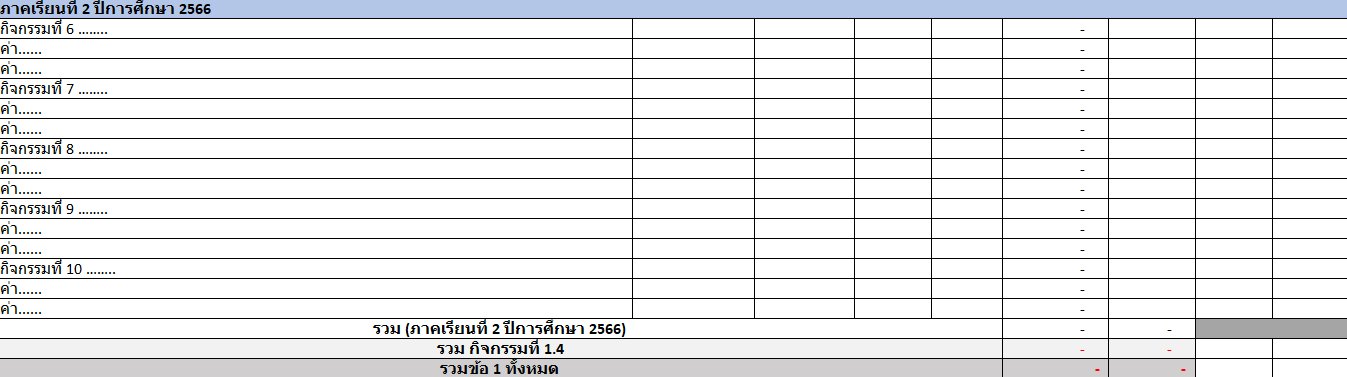 ภาคเรียนที่ 2 ปีการศึกษา 2566
กิจกรรมที่ 6 ........ -
ค่า...... -
ค่า...... -
กิจกรรมที่ 7 ........ -
ค่า...... -
ค่า...... -
กิจกรรมที่ 8 ........ -
ค่า...... -
ค่า...... -
กิจกรรมที่ 9 ........ -
ค่า...... -
ค่า...... -
กิจกรรมที่ 10 ........ -
ค่า...... -
ค่า...... -
รวม (ภาคเรียนที่ 2 ปีการศึกษา 2566) - -
รวม กิจกรรมที่ 1.4 - -
รวมข้อ 1 ทั้งหมด - -